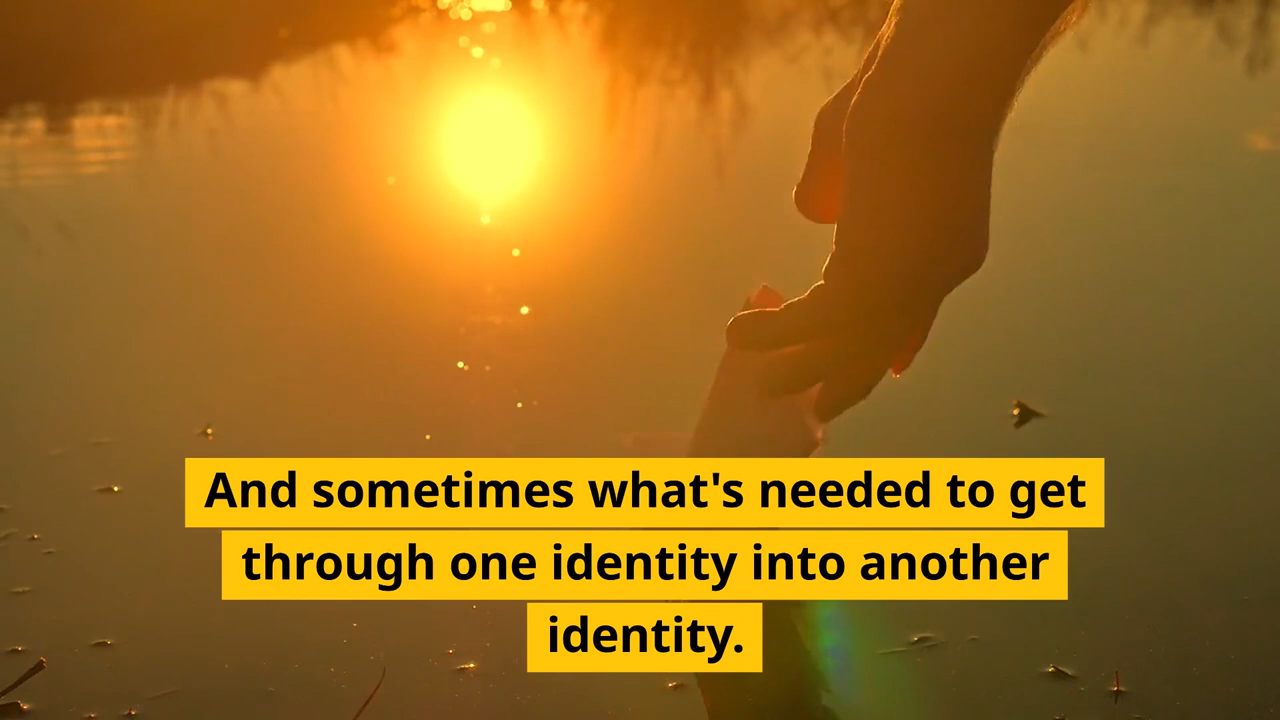 And sometimes what's needed to get
through one identity into another
identity.